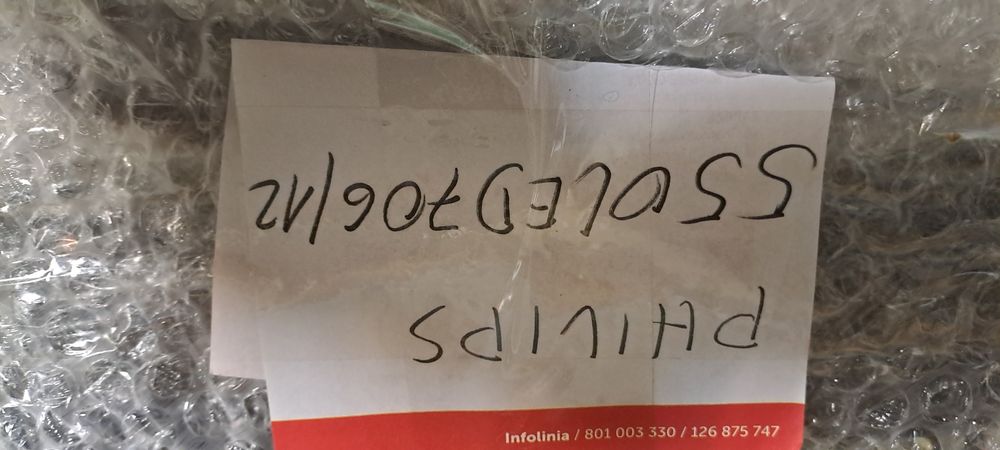 PHILIPS
55OLED706/12
Infolinia / 801 003 330 / 126 875 747